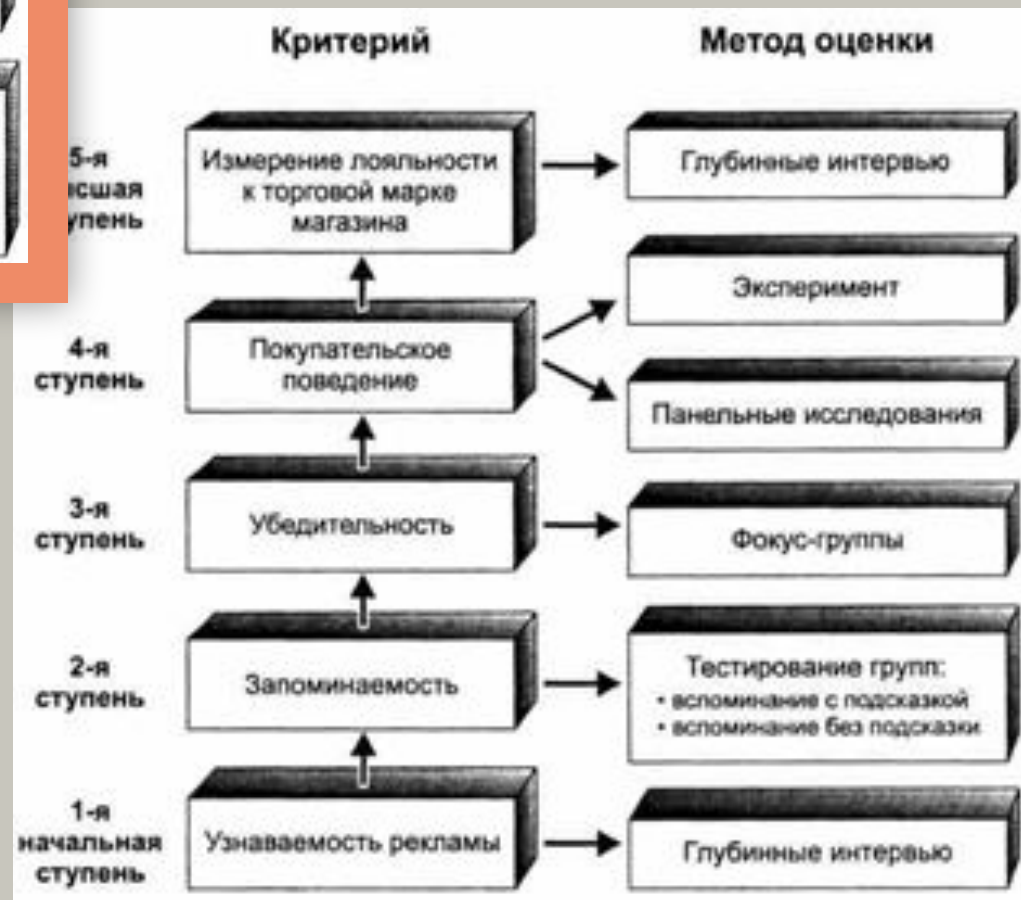 Критерий
Метод оценки
5-я
ступень
Измерение лояльности
к торговой марке
магазина
Глубинные интервью
4-я
ступень
Покупательское
поведение
Эксперимент
Панельные исследования
3-я
ступень
Убедительность
Фокус-группы
2-я
ступень
Запоминаемость
Тестирование групп:
• вспоминание с подсказкой
• вспоминание без подсказки
1-я
начальная
ступень
Узнаваемость рекламы
Глубинные интервью